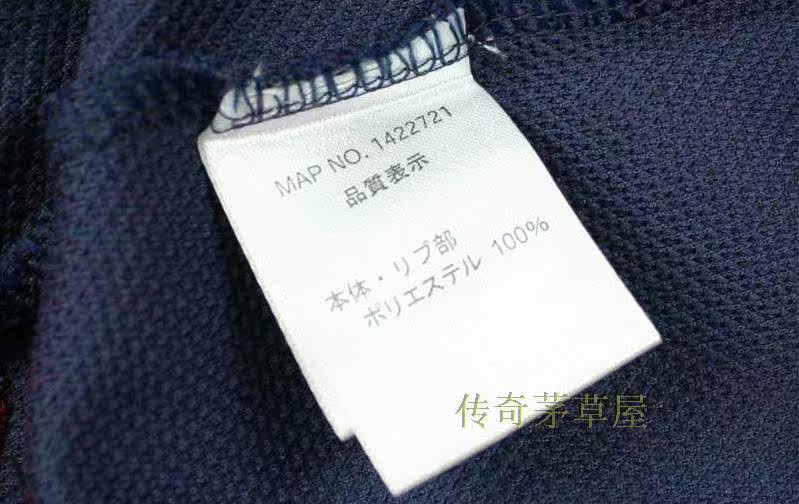 MAP NO. 1422721
品質表示
本体・リブ部
ポリエステル 100%
传奇茅草屋